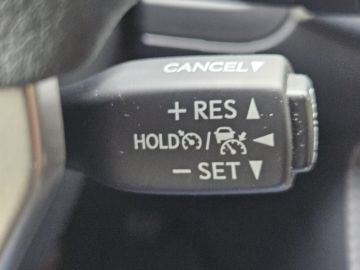 CANCEL▼
+ RES ▲
HOLD / ◀
− SET ▼